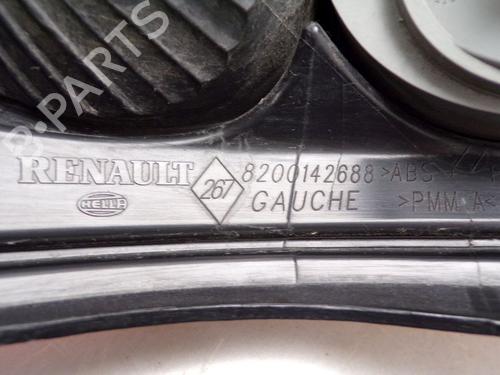 B-Parts
RENAULT 267 8200142688 >ABS +
HELLA GAUCHE >PMMA<